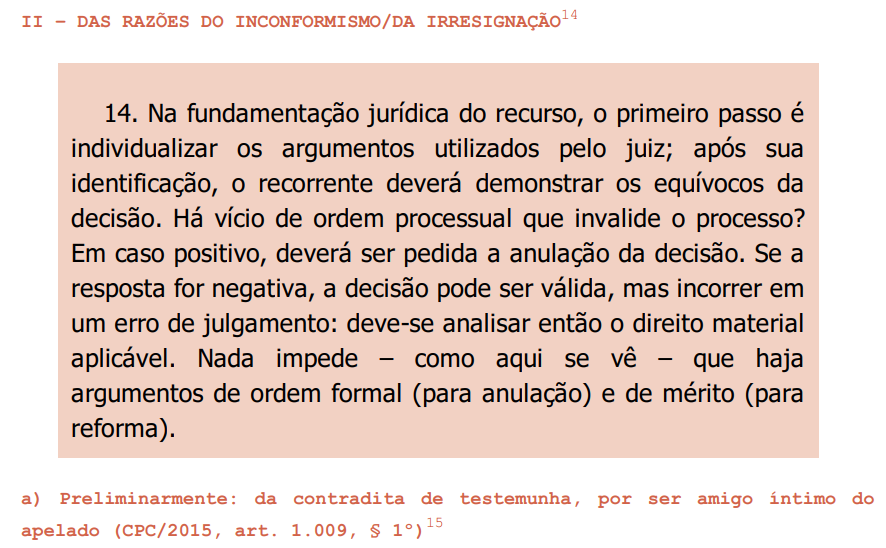 II – DAS RAZÕES DO INCONFORMISMO/DA IRRESIGNAÇÃO14
14. Na fundamentação jurídica do recurso, o primeiro passo é
individualizar os argumentos utilizados pelo juiz; após sua
identificação, o recorrente deverá demonstrar os equívocos da
decisão. Há vício de ordem processual que invalide o processo?
Em caso positivo, deverá ser pedida a anulação da decisão. Se a
resposta for negativa, a decisão pode ser válida, mas incorrer em
um erro de julgamento: deve-se analisar então o direito material
aplicável. Nada impede – como aqui se vê – que haja
argumentos de ordem formal (para anulação) e de mérito (para
reforma).
a) Preliminarmente: da contradita de testemunha, por ser amigo íntimo do
apelado (CPC/2015, art. 1.009, § 1º)15